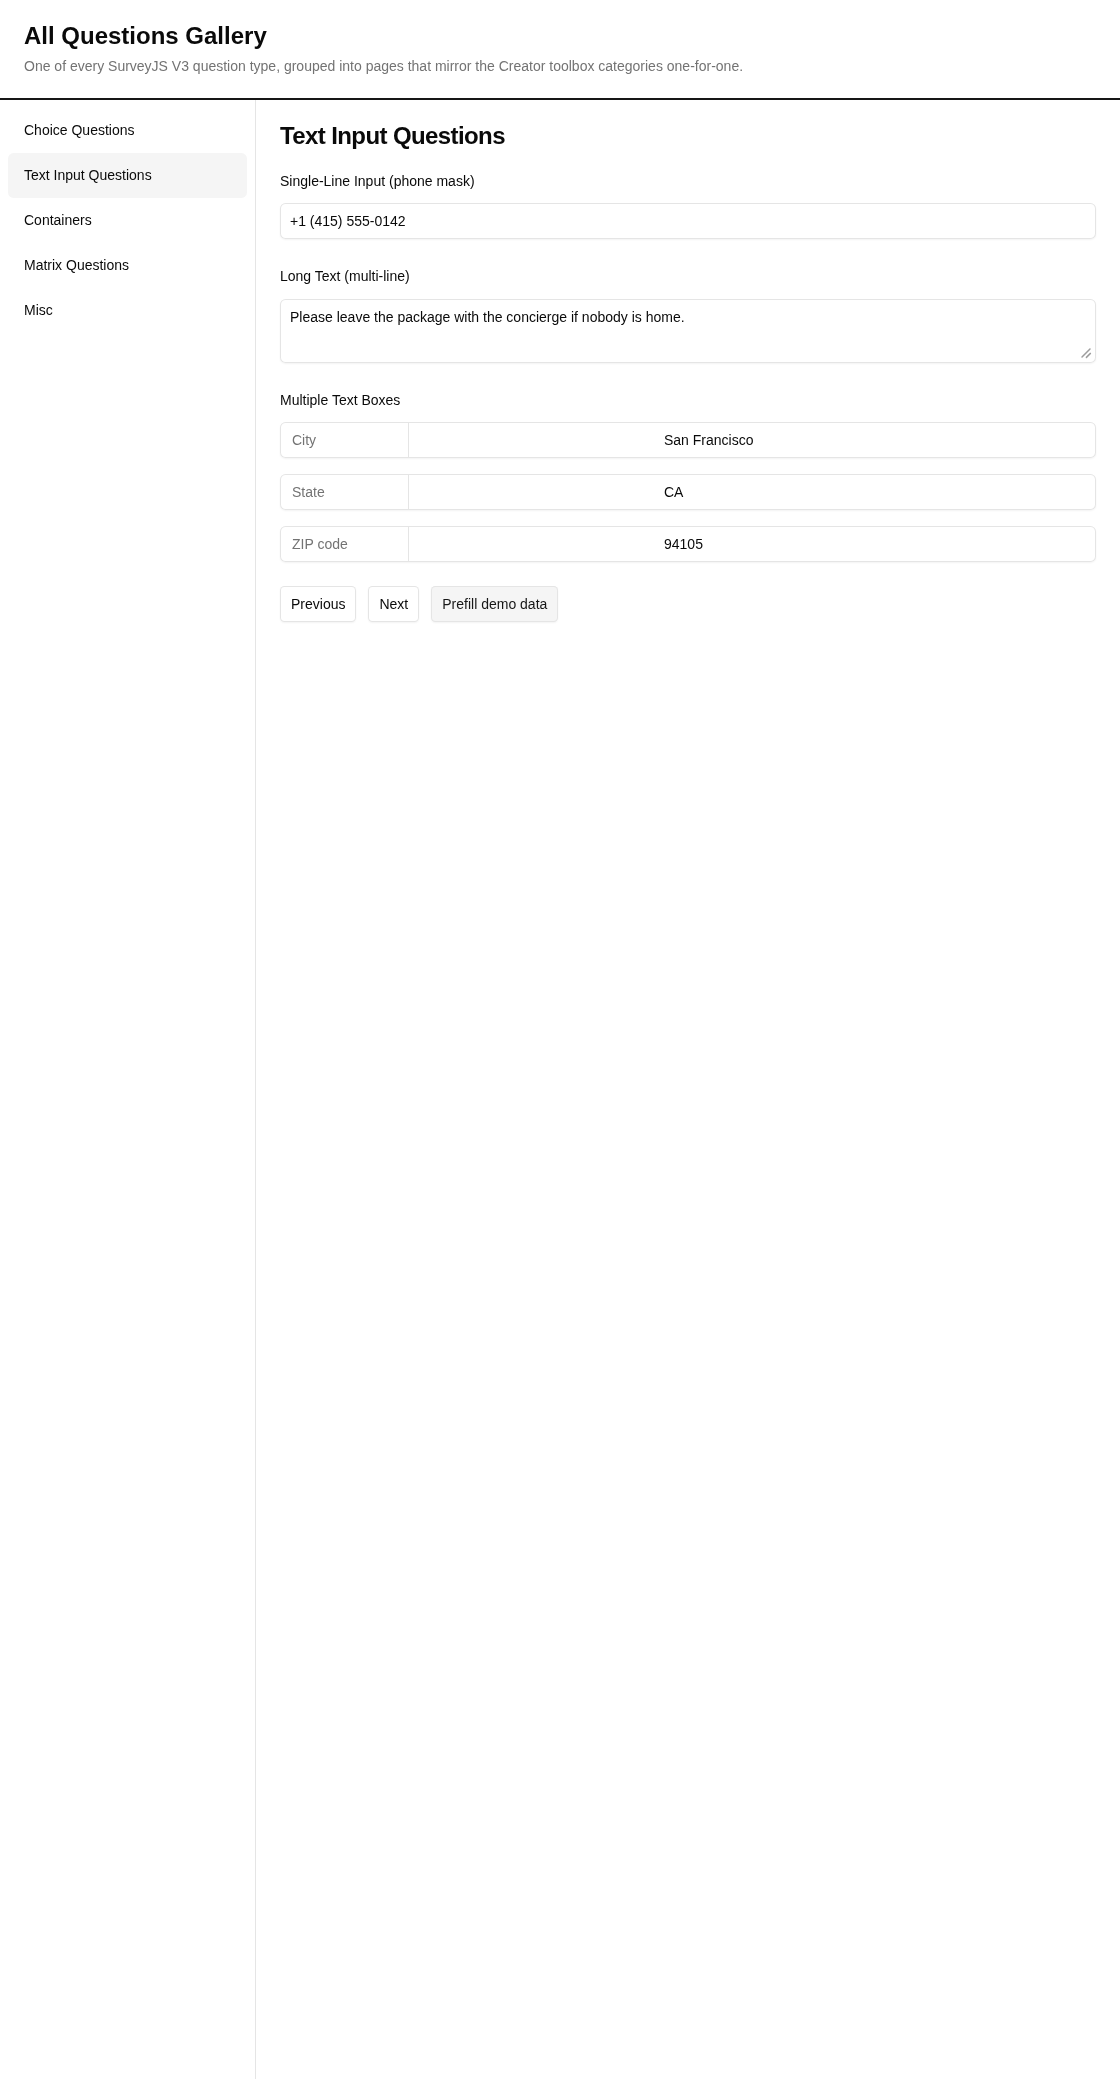 All Questions Gallery
One of every SurveyJS V3 question type, grouped into pages that mirror the Creator toolbox categories one-for-one.
Choice Questions
Text Input Questions
Containers
Matrix Questions
Misc
Text Input Questions
Single-Line Input (phone mask)
+1 (415) 555-0142
Long Text (multi-line)
Please leave the package with the concierge if nobody is home.
Multiple Text Boxes
City San Francisco
State CA
ZIP code 94105
Previous Next Prefill demo data